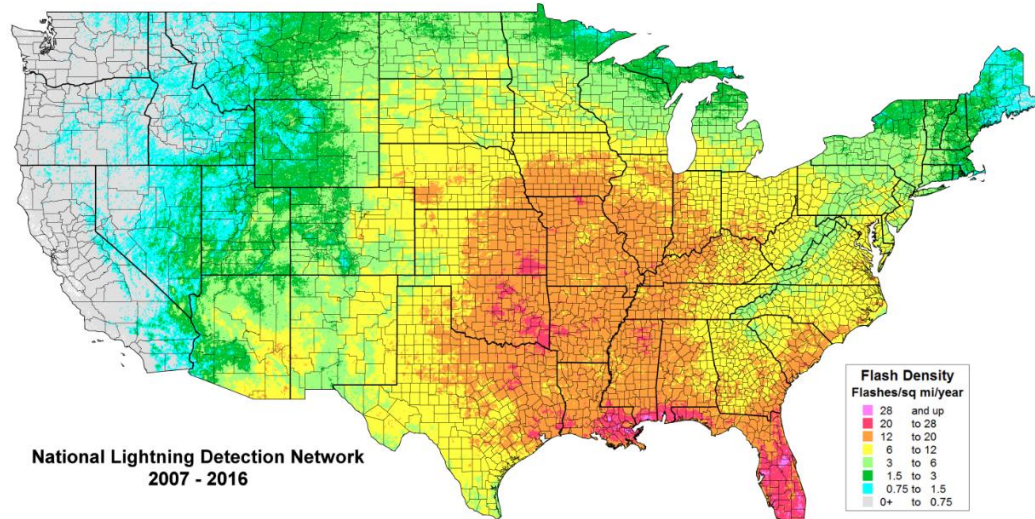 National Lightning Detection Network
2007 - 2016
Flash Density
Flashes/sq mi/year
28 and up
20 to 28
12 to 20
6 to 12
3 to 6
1.5 to 3
0.75 to 1.5
0+ to 0.75